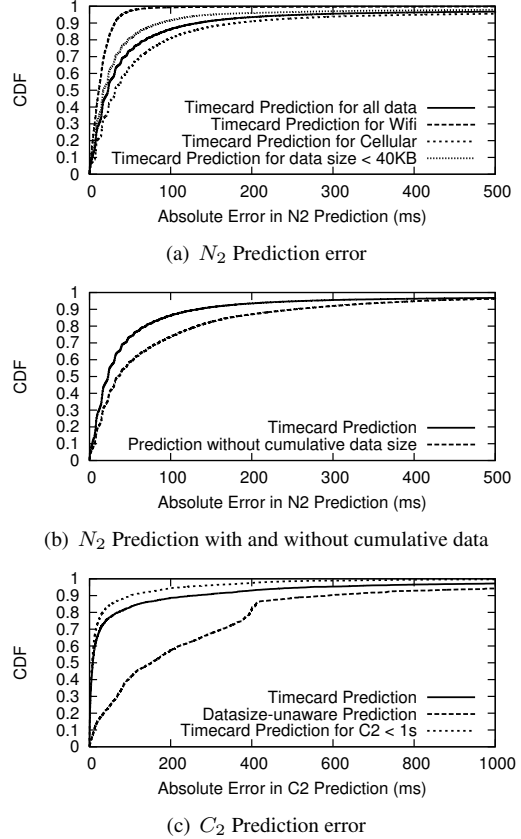 1
0.9
0.8
0.7
0.6
0.5
0.4
0.3
0.2
0.1
0
CDF
Timecard Prediction for all data
Timecard Prediction for Wifi
Timecard Prediction for Cellular
Timecard Prediction for data size < 40KB
0 100 200 300 400 500
Absolute Error in N2 Prediction (ms)
(a) N2 Prediction error
1
0.9
0.8
0.7
0.6
0.5
0.4
0.3
0.2
0.1
0
CDF
Timecard Prediction
Prediction without cumulative data size
0 100 200 300 400 500
Absolute Error in N2 Prediction (ms)
(b) N2 Prediction with and without cumulative data
1
0.9
0.8
0.7
0.6
0.5
0.4
0.3
0.2
0.1
0
CDF
Timecard Prediction
Datasize-unaware Prediction
Timecard Prediction for C2 < 1s
0 200 400 600 800 1000
Absolute Error in C2 Prediction (ms)
(c) C2 Prediction error